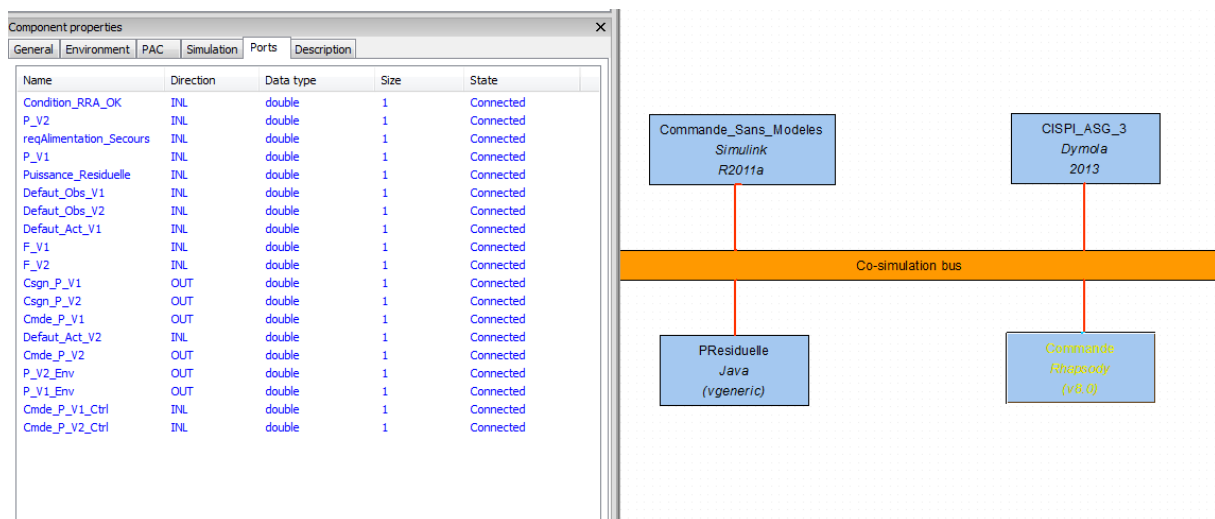 Component properties X
General Environment PAC Simulation Ports Description
Name Direction Data type Size State
Condition_RRA_OK INL double 1 Connected
P_V2 INL double 1 Connected
reqAlimentation_Secours INL double 1 Connected
P_V1 INL double 1 Connected
Puissance_Residuelle INL double 1 Connected
Defaut_Obs_V1 INL double 1 Connected
Defaut_Obs_V2 INL double 1 Connected
Defaut_Act_V1 INL double 1 Connected
F_V1 INL double 1 Connected
F_V2 INL double 1 Connected
Csgn_P_V1 OUT double 1 Connected
Csgn_P_V2 OUT double 1 Connected
Cmde_P_V1 OUT double 1 Connected
Defaut_Act_V2 INL double 1 Connected
Cmde_P_V2 OUT double 1 Connected
P_V2_Env OUT double 1 Connected
P_V1_Env OUT double 1 Connected
Cmde_P_V1_Ctrl INL double 1 Connected
Cmde_P_V2_Ctrl INL double 1 Connected
Commande_Sans_Modeles
Simulink
R2011a
CISPI_ASG_3
Dymola
2013
Co-simulation bus
PResiduelle
Java
(vgeneric)
Commande
Rhapsody
(v8.0)